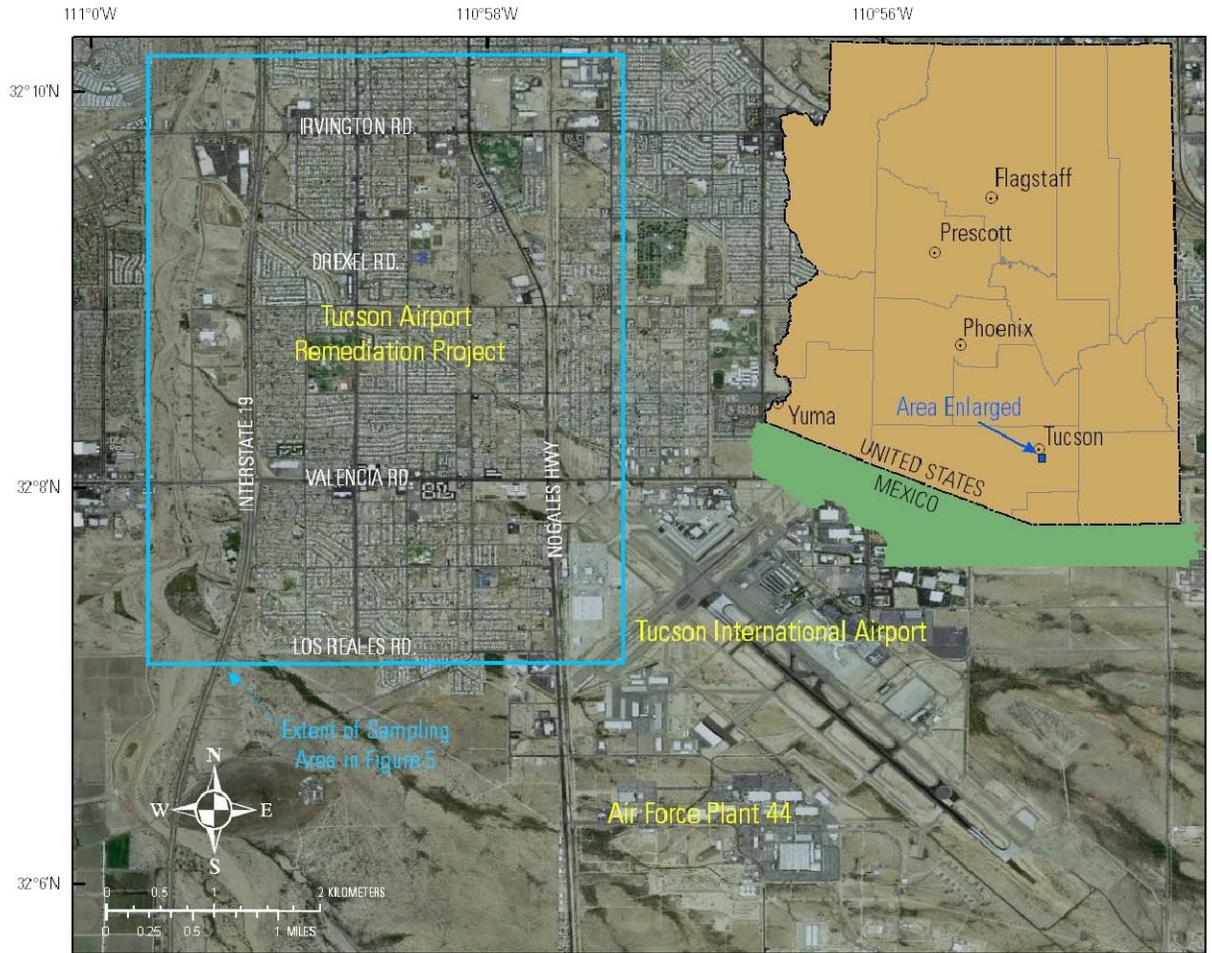 111°0'W
110°58'W
110°56'W
32°10'N
IRVINGTON RD.
Flagstaff
Prescott
DREXEL RD.
Tucson Airport
Remediation Project
Phoenix
Area Enlarged
Yuma
Tucson
INTERSTATE 19
NOGALES HWY
UNITED STATES
MEXICO
VALENCIA RD.
32°8'N
Tucson International Airport
LOS REALES RD.
Extent of Sampling
Area in Figure 5
N
W
E
S
Air Force Plant 44
32°6'N
0 0.5 1 2 KILOMETERS
0 0.25 0.5 1 MILES